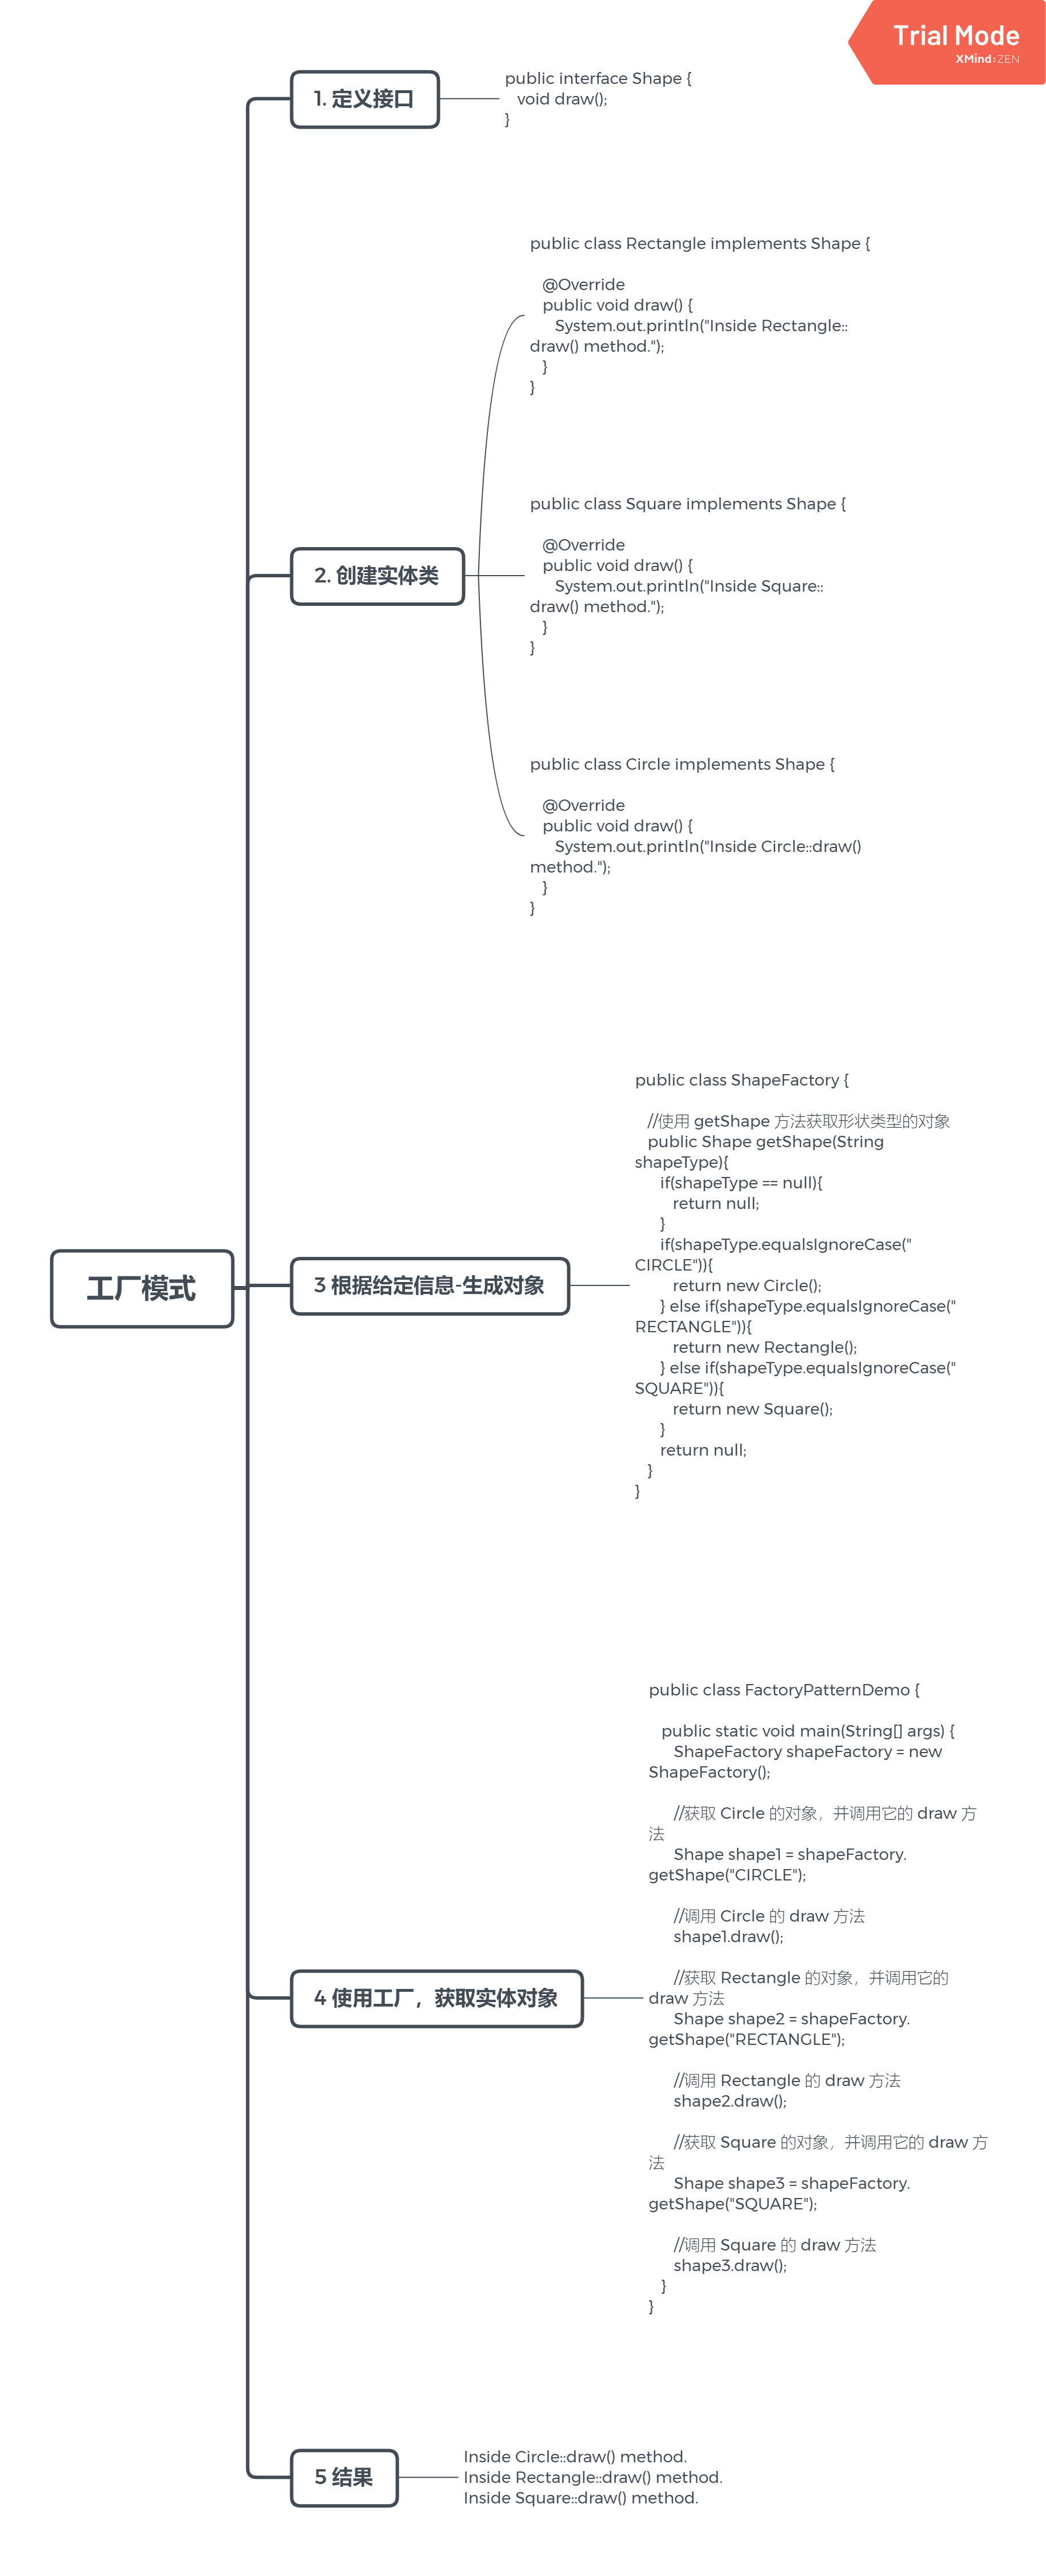 Trial Mode
XMind:ZEN
1. 定义接口
public interface Shape {
void draw();
}
2. 创建实体类
public class Rectangle implements Shape {
@Override
public void draw() {
System.out.println("Inside Rectangle::
draw() method.");
}
}
public class Square implements Shape {
@Override
public void draw() {
System.out.println("Inside Square::
draw() method.");
}
}
public class Circle implements Shape {
@Override
public void draw() {
System.out.println("Inside Circle::draw()
method.");
}
}
工厂模式
3 根据给定信息-生成对象
public class ShapeFactory {
//使用 getShape 方法获取形状类型的对象
public Shape getShape(String
shapeType){
if(shapeType == null){
return null;
}
if(shapeType.equalsIgnoreCase("
CIRCLE")){
return new Circle();
} else if(shapeType.equalsIgnoreCase("
RECTANGLE")){
return new Rectangle();
} else if(shapeType.equalsIgnoreCase("
SQUARE")){
return new Square();
}
return null;
}
}
4 使用工厂，获取实体对象
public class FactoryPatternDemo {
public static void main(String[] args) {
ShapeFactory shapeFactory = new
ShapeFactory();
//获取 Circle 的对象，并调用它的 draw 方
法
Shape shape1 = shapeFactory.
getShape("CIRCLE");
//调用 Circle 的 draw 方法
shape1.draw();
//获取 Rectangle 的对象，并调用它的
draw 方法
Shape shape2 = shapeFactory.
getShape("RECTANGLE");
//调用 Rectangle 的 draw 方法
shape2.draw();
//获取 Square 的对象，并调用它的 draw 方
法
Shape shape3 = shapeFactory.
getShape("SQUARE");
//调用 Square 的 draw 方法
shape3.draw();
}
}
5 结果
Inside Circle::draw() method.
Inside Rectangle::draw() method.
Inside Square::draw() method.